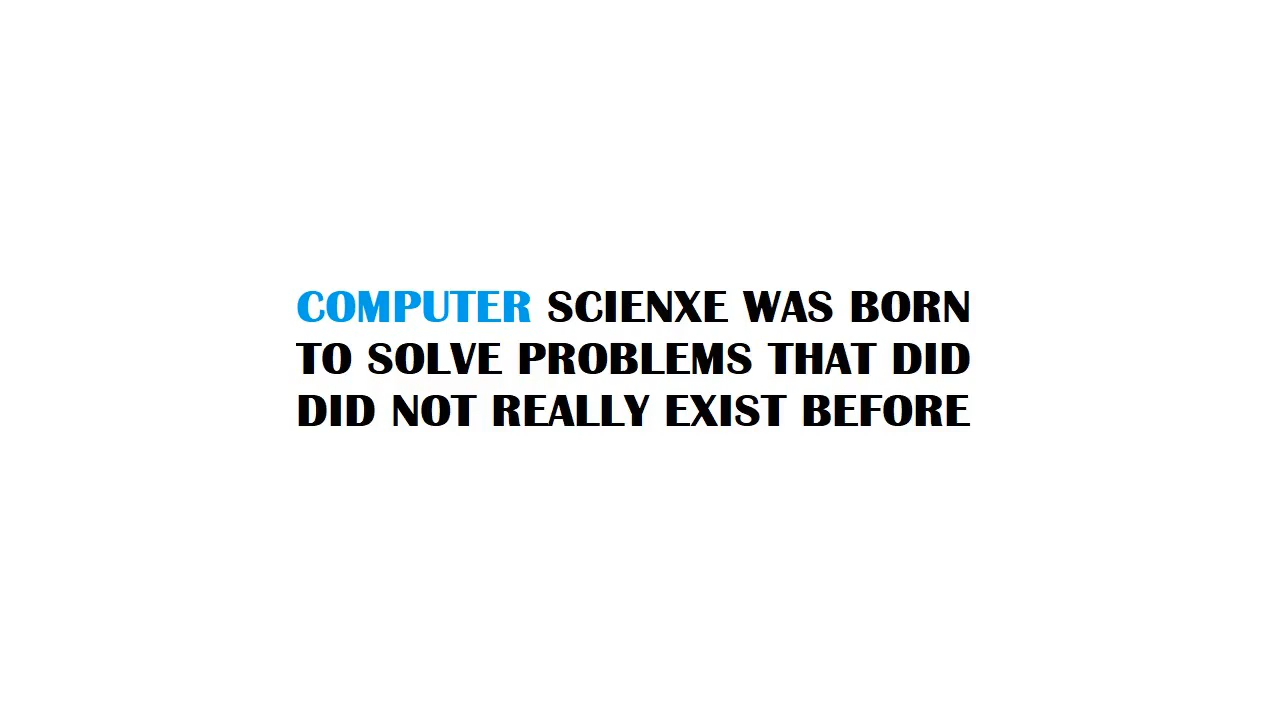 COMPUTER SCIENXE WAS BORN
TO SOLVE PROBLEMS THAT DID
DID NOT REALLY EXIST BEFORE